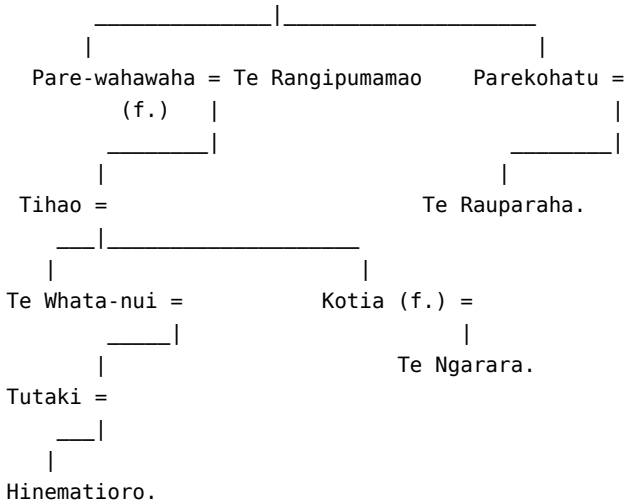 Pare-wahawaha = Te Rangipumamao Parekohatu =
(f.)
Tihao = Te Rauparaha.
Te Whata-nui = Kotia (f.) =
Te Ngarara.
Tutaki =
Hinematioro.